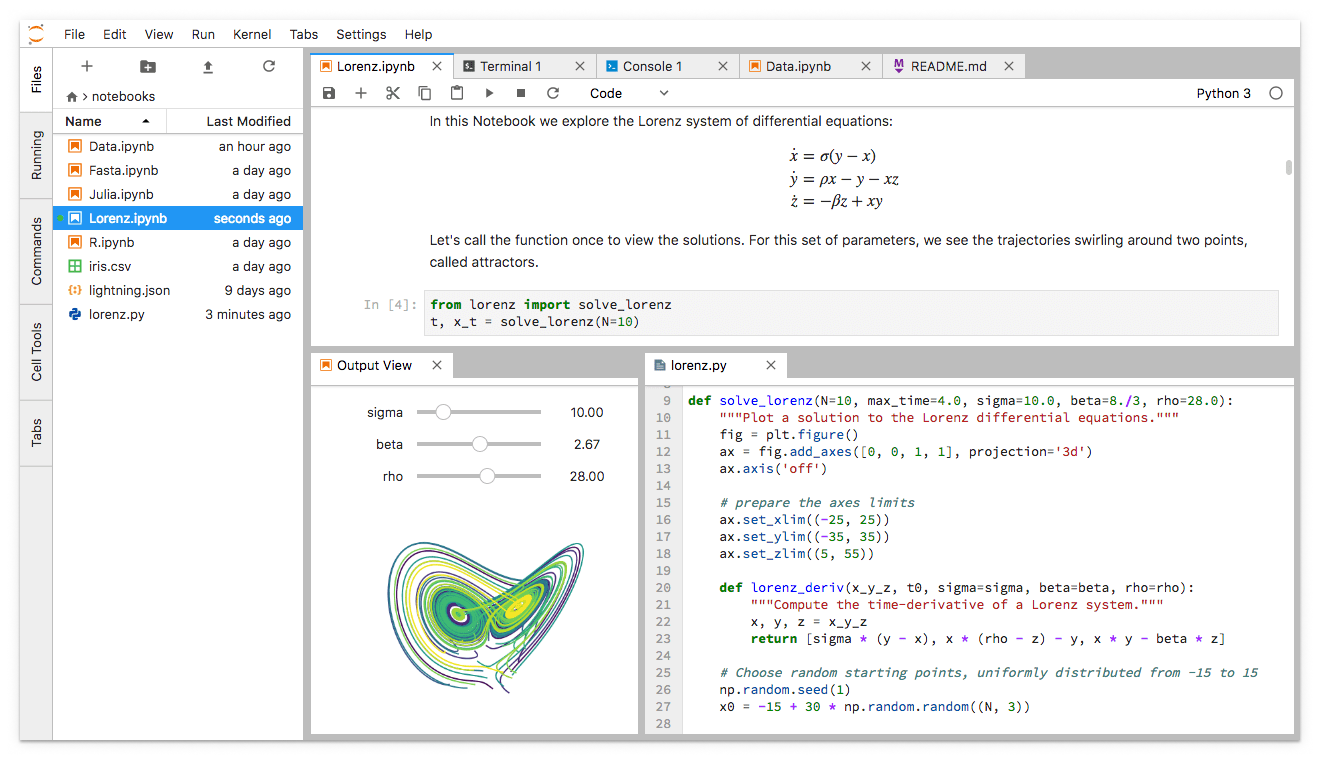 File Edit View Run Kernel Tabs Settings Help
Files
Running
Commands
Cell Tools
Tabs
notebooks
Name Last Modified
Data.ipynb an hour ago
Fasta.ipynb a day ago
Julia.ipynb a day ago
Lorenz.ipynb seconds ago
R.ipynb a day ago
iris.csv a day ago
lightning.json 9 days ago
lorenz.py 3 minutes ago
Lorenz.ipynb Terminal 1 Console 1 Data.ipynb README.md
Code Python 3
In this Notebook we explore the Lorenz system of differential equations:
ẋ = σ(y − x)
ẏ = ρx − y − xz
ż = −βz + xy
Let's call the function once to view the solutions. For this set of parameters, we see the trajectories swirling around two points,
called attractors.
In [4]: from lorenz import solve_lorenz
t, x_t = solve_lorenz(N=10)
Output View
sigma 10.00
beta 2.67
rho 28.00
lorenz.py
9 def solve_lorenz(N=10, max_time=4.0, sigma=10.0, beta=8./3, rho=28.0):
10 """Plot a solution to the Lorenz differential equations."""
11 fig = plt.figure()
12 ax = fig.add_axes([0, 0, 1, 1], projection='3d')
13 ax.axis('off')
14
15 # prepare the axes limits
16 ax.set_xlim((-25, 25))
17 ax.set_ylim((-35, 35))
18 ax.set_zlim((5, 55))
19
20 def lorenz_deriv(x_y_z, t0, sigma=sigma, beta=beta, rho=rho):
21 """Compute the time-derivative of a Lorenz system."""
22 x, y, z = x_y_z
23 return [sigma * (y - x), x * (rho - z) - y, x * y - beta * z]
24
25 # Choose random starting points, uniformly distributed from -15 to 15
26 np.random.seed(1)
27 x0 = -15 + 30 * np.random.random((N, 3))
28